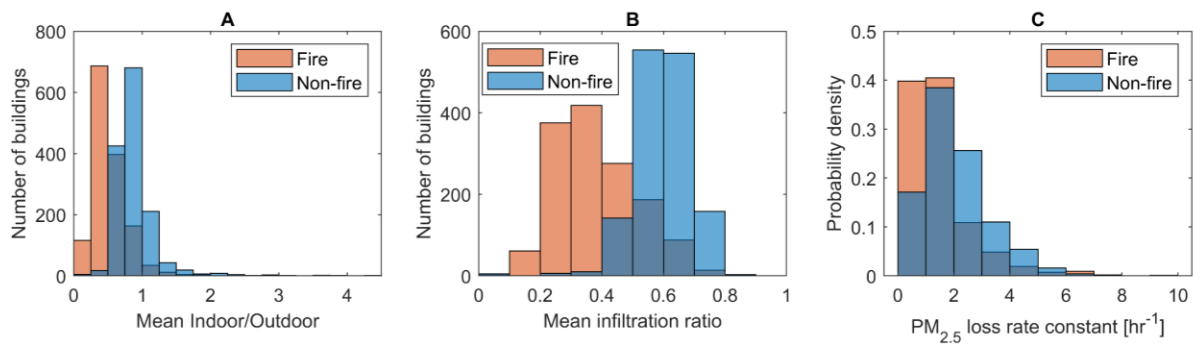 A
Number of buildings
800
600
400
200
0
0
1
2
3
4
Fire
Non-fire
Mean Indoor/Outdoor
B
Number of buildings
600
400
200
0
0
0.2
0.4
0.6
0.8
1
Fire
Non-fire
Mean infiltration ratio
C
Probability density
0.5
0.4
0.3
0.2
0.1
0
0
2
4
6
8
10
Fire
Non-fire
PM2.5 loss rate constant [hr-1]